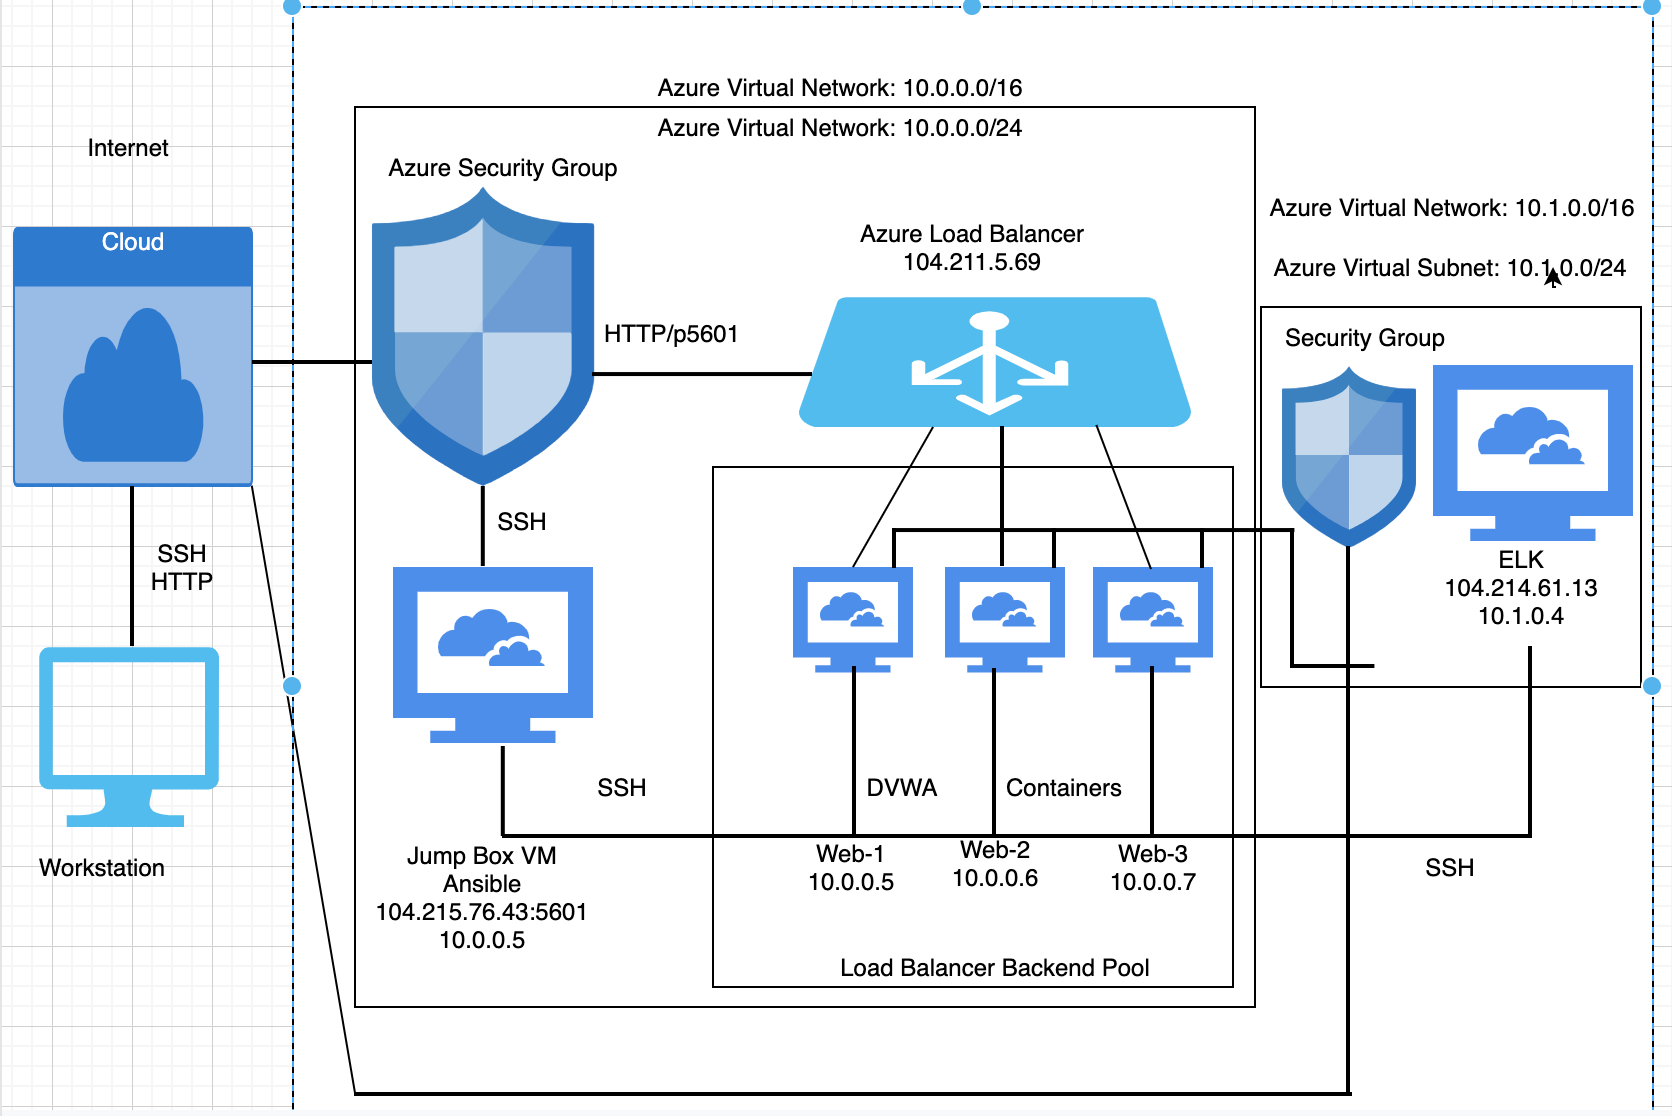 Azure Virtual Network: 10.0.0.0/16
Azure Virtual Network: 10.0.0.0/24
Internet
Azure Security Group
Cloud
Azure Load Balancer
104.211.5.69
Azure Virtual Network: 10.1.0.0/16
Azure Virtual Subnet: 10.1.0.0/24
HTTP/p5601
Security Group
SSH
SSH
HTTP
ELK
104.214.61.13
10.1.0.4
SSH
DVWA
Containers
Workstation
Jump Box VM
Ansible
104.215.76.43:5601
10.0.0.5
Web-1
10.0.0.5
Web-2
10.0.0.6
Web-3
10.0.0.7
SSH
Load Balancer Backend Pool